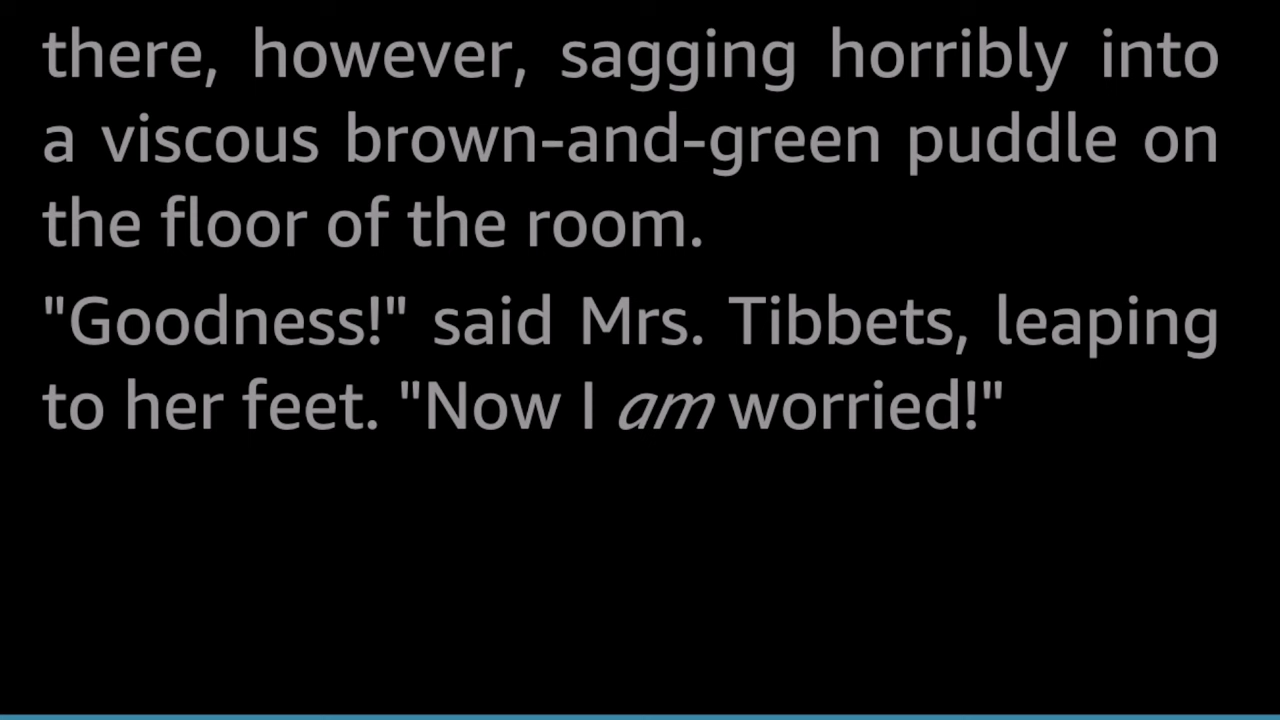 there, however, sagging horribly into
a viscous brown-and-green puddle on
the floor of the room.
"Goodness!" said Mrs. Tibbets, leaping
to her feet. "Now I am worried!"